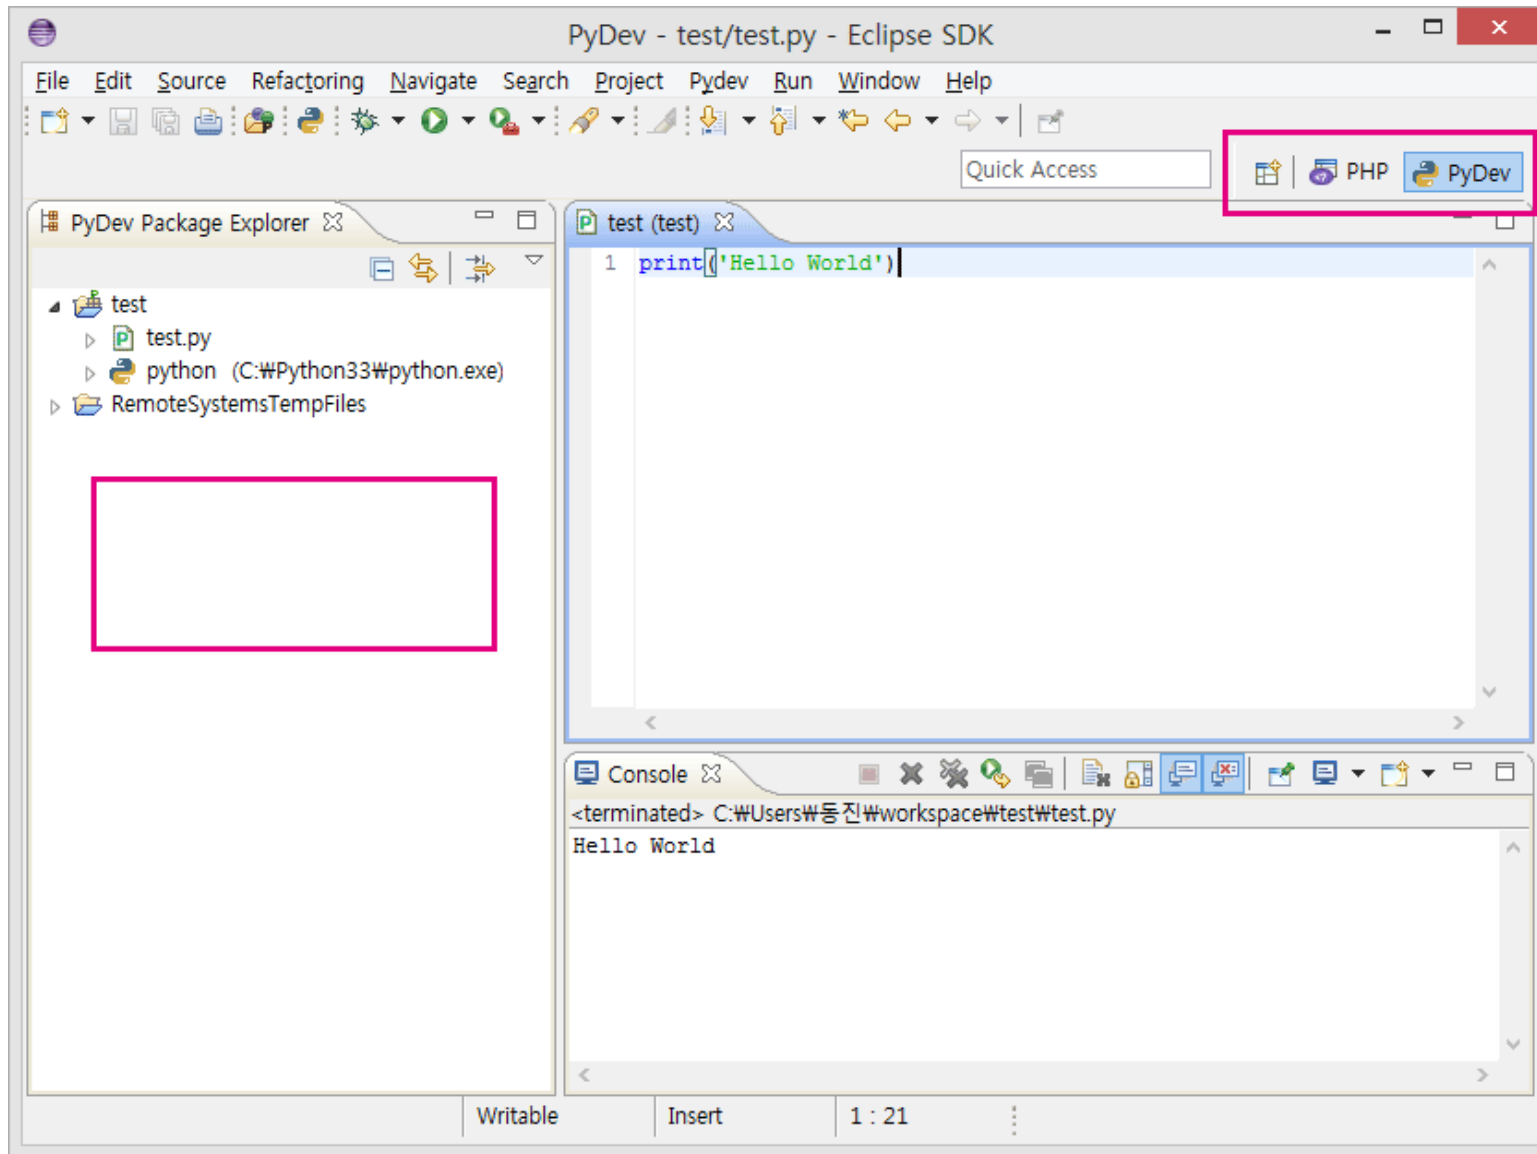 PyDev - test/test.py - Eclipse SDK
File Edit Source Refactoring Navigate Search Project Pydev Run Window Help
Quick Access
PHP
PyDev
PyDev Package Explorer
test
test.py
python (C:₩Python33₩python.exe)
RemoteSystemsTempFiles
test (test)
1 print('Hello World')
Console
<terminated> C:₩Users₩동진₩workspace₩test₩test.py
Hello World
Writable Insert 1 : 21